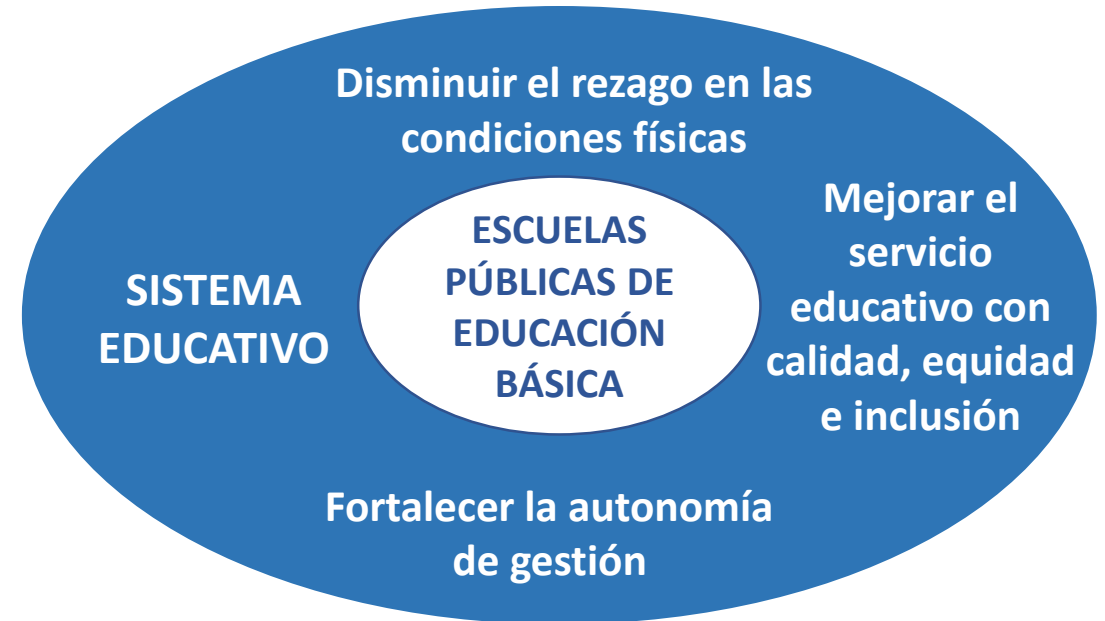 Disminuir el rezago en las
condiciones físicas
SISTEMA
EDUCATIVO
ESCUELAS
PÚBLICAS DE
EDUCACIÓN
BÁSICA
Mejorar el
servicio
educativo con
calidad, equidad
e inclusión
Fortalecer la autonomía
de gestión